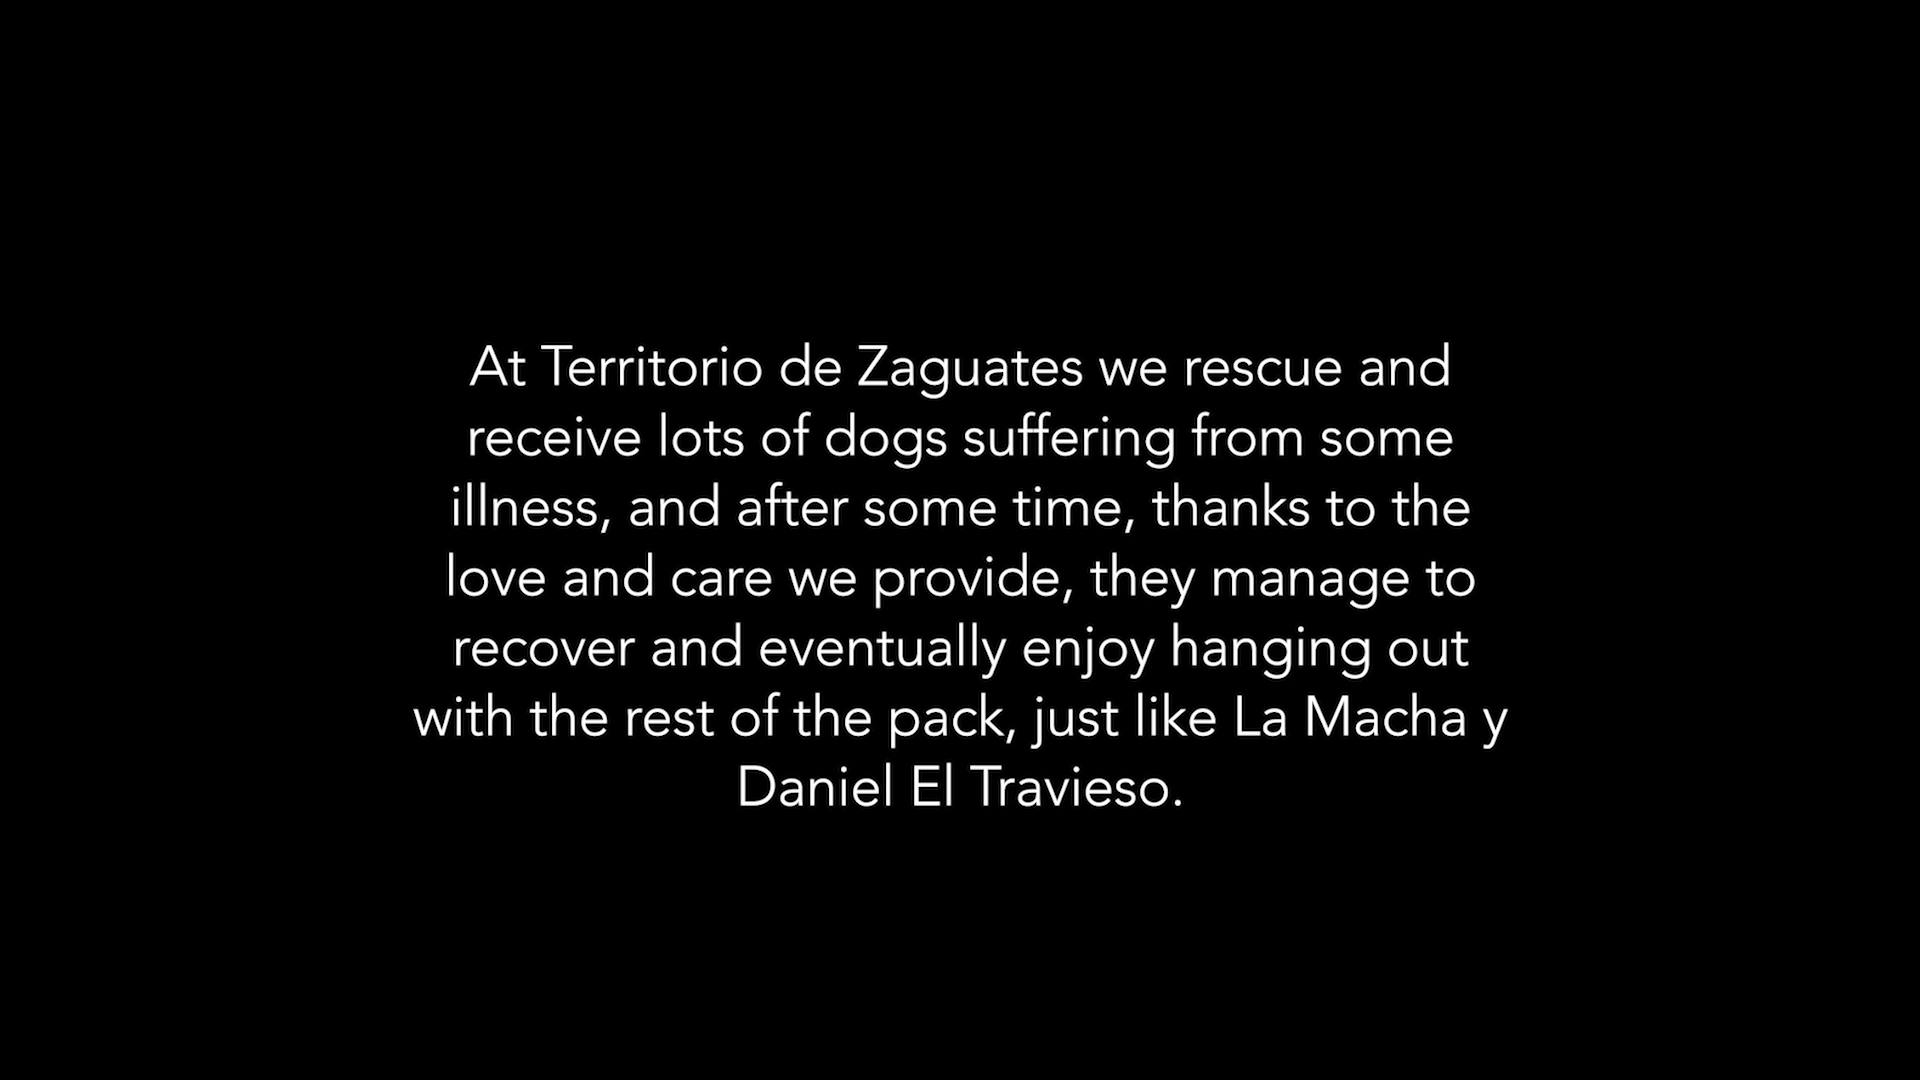 At Territorio de Zaguates we rescue and
receive lots of dogs suffering from some
illness, and after some time, thanks to the
love and care we provide, they manage to
recover and eventually enjoy hanging out
with the rest of the pack, just like La Macha y
Daniel El Travieso.